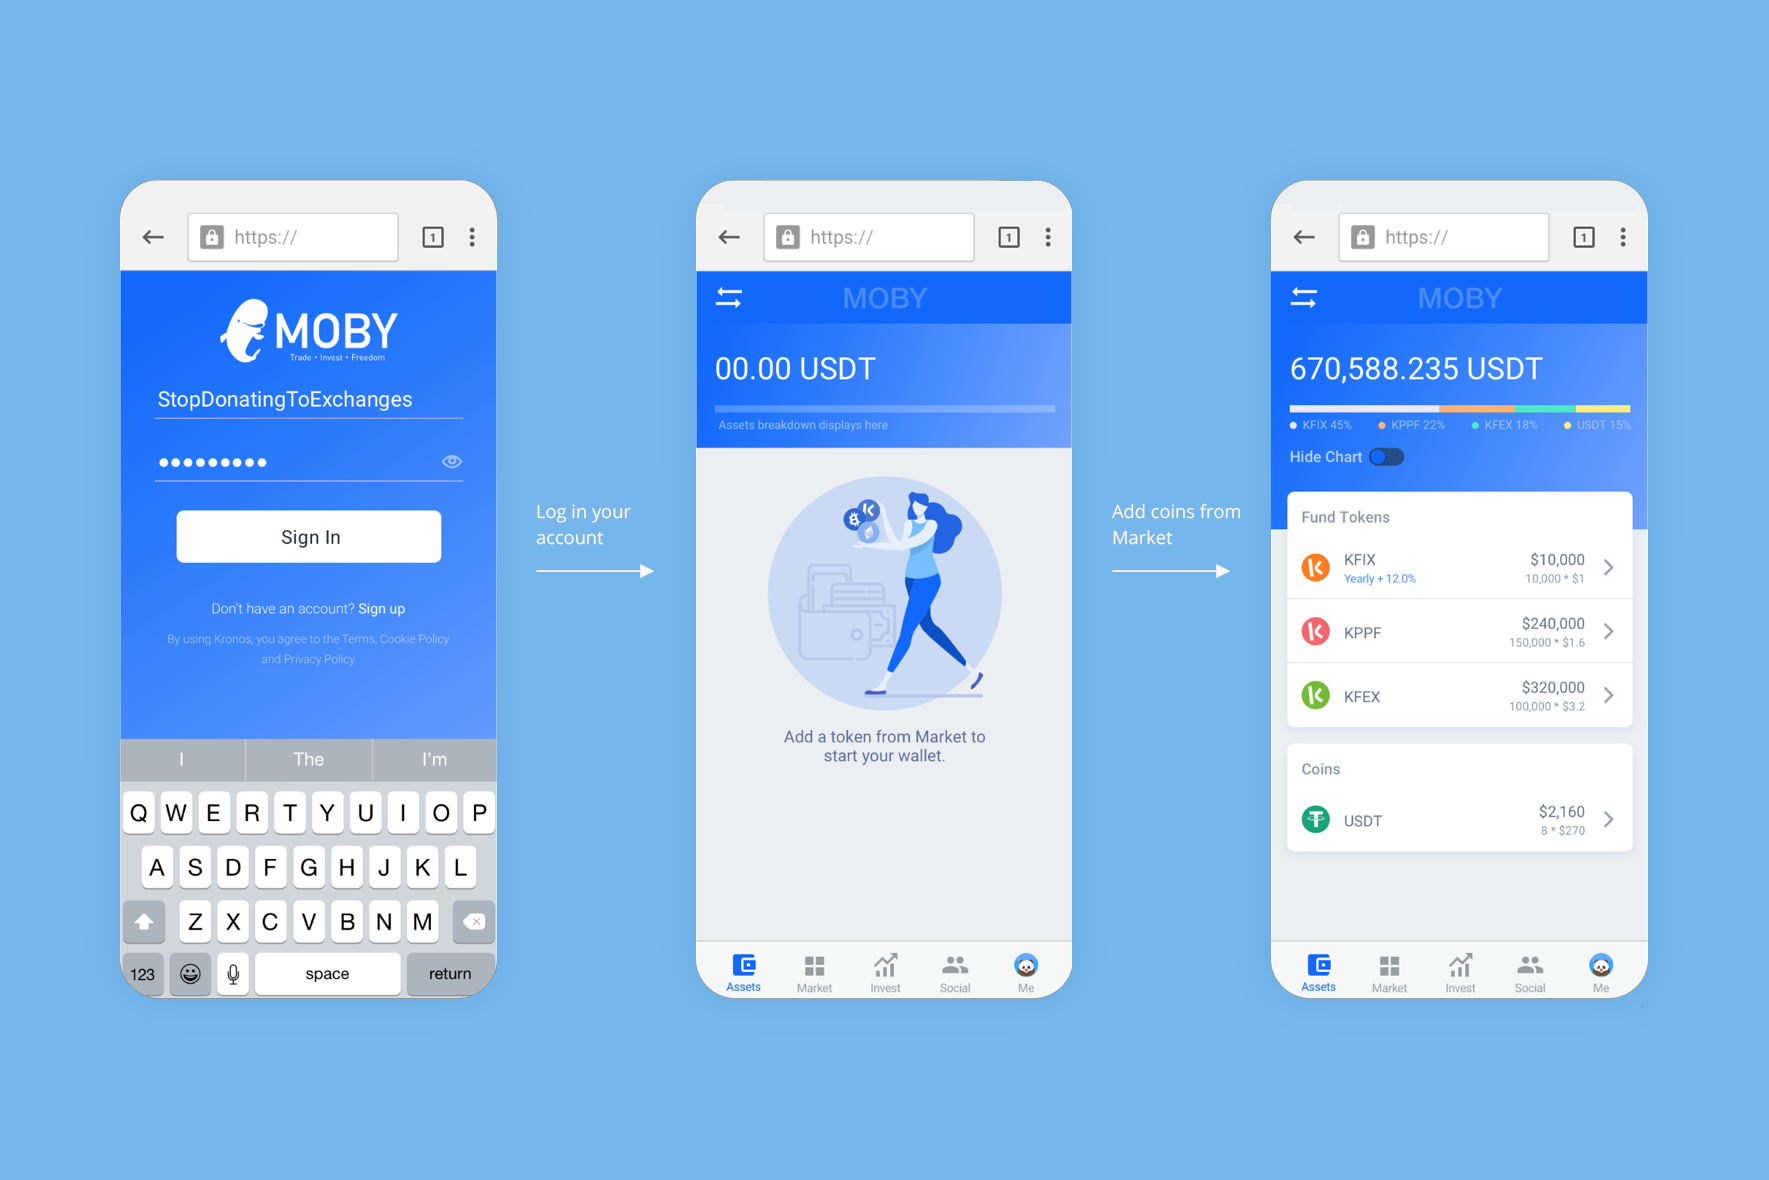 https://
1
MOBY
Trade • Invest • Freedom
StopDonatingToExchanges
Sign In
Don't have an account? Sign up
By using Kronos, you agree to the Terms, Cookie Policy
and Privacy Policy
I The I'm
Q W E R T Y U I O P
A S D F G H J K L
Z X C V B N M
123 space return
Log in your
account
https://
1
MOBY
00.00 USDT
Assets breakdown displays here
Add a token from Market to
start your wallet.
Assets Market Invest Social Me
Add coins from
Market
https://
1
MOBY
670,588.235 USDT
KFIX 45% KPPF 22% KFEX 18% USDT 15%
Hide Chart
Fund Tokens
KFIX $10,000
Yearly + 12.0% 10,000 * $1
KPPF $240,000
150,000 * $1.6
KFEX $320,000
100,000 * $3.2
Coins
USDT $2,160
8 * $270
Assets Market Invest Social Me